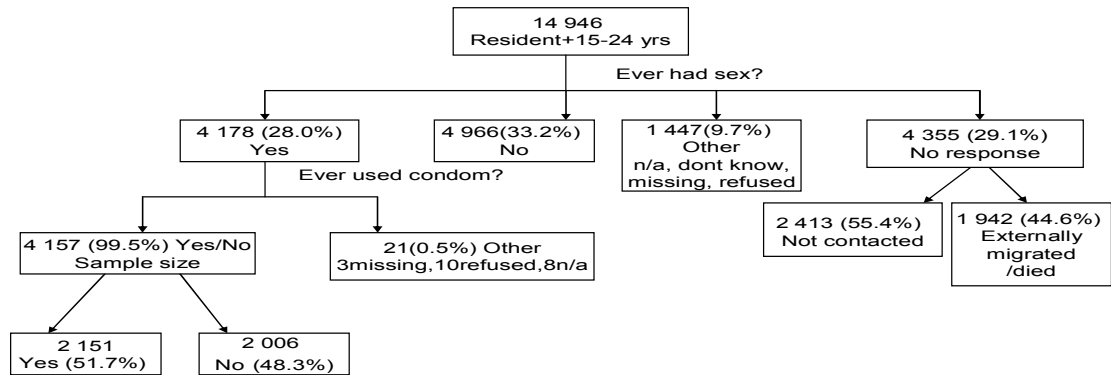 14 946
Resident+15-24 yrs
Ever had sex?
4 178 (28.0%)
Yes
4 966(33.2%)
No
1 447(9.7%)
Other
n/a, dont know,
missing, refused
4 355 (29.1%)
No response
Ever used condom?
4 157 (99.5%) Yes/No
Sample size
21(0.5%) Other
3missing,10refused,8n/a
2 413 (55.4%)
Not contacted
1 942 (44.6%)
Externally
migrated
/died
2 151
Yes (51.7%)
2 006
No (48.3%)